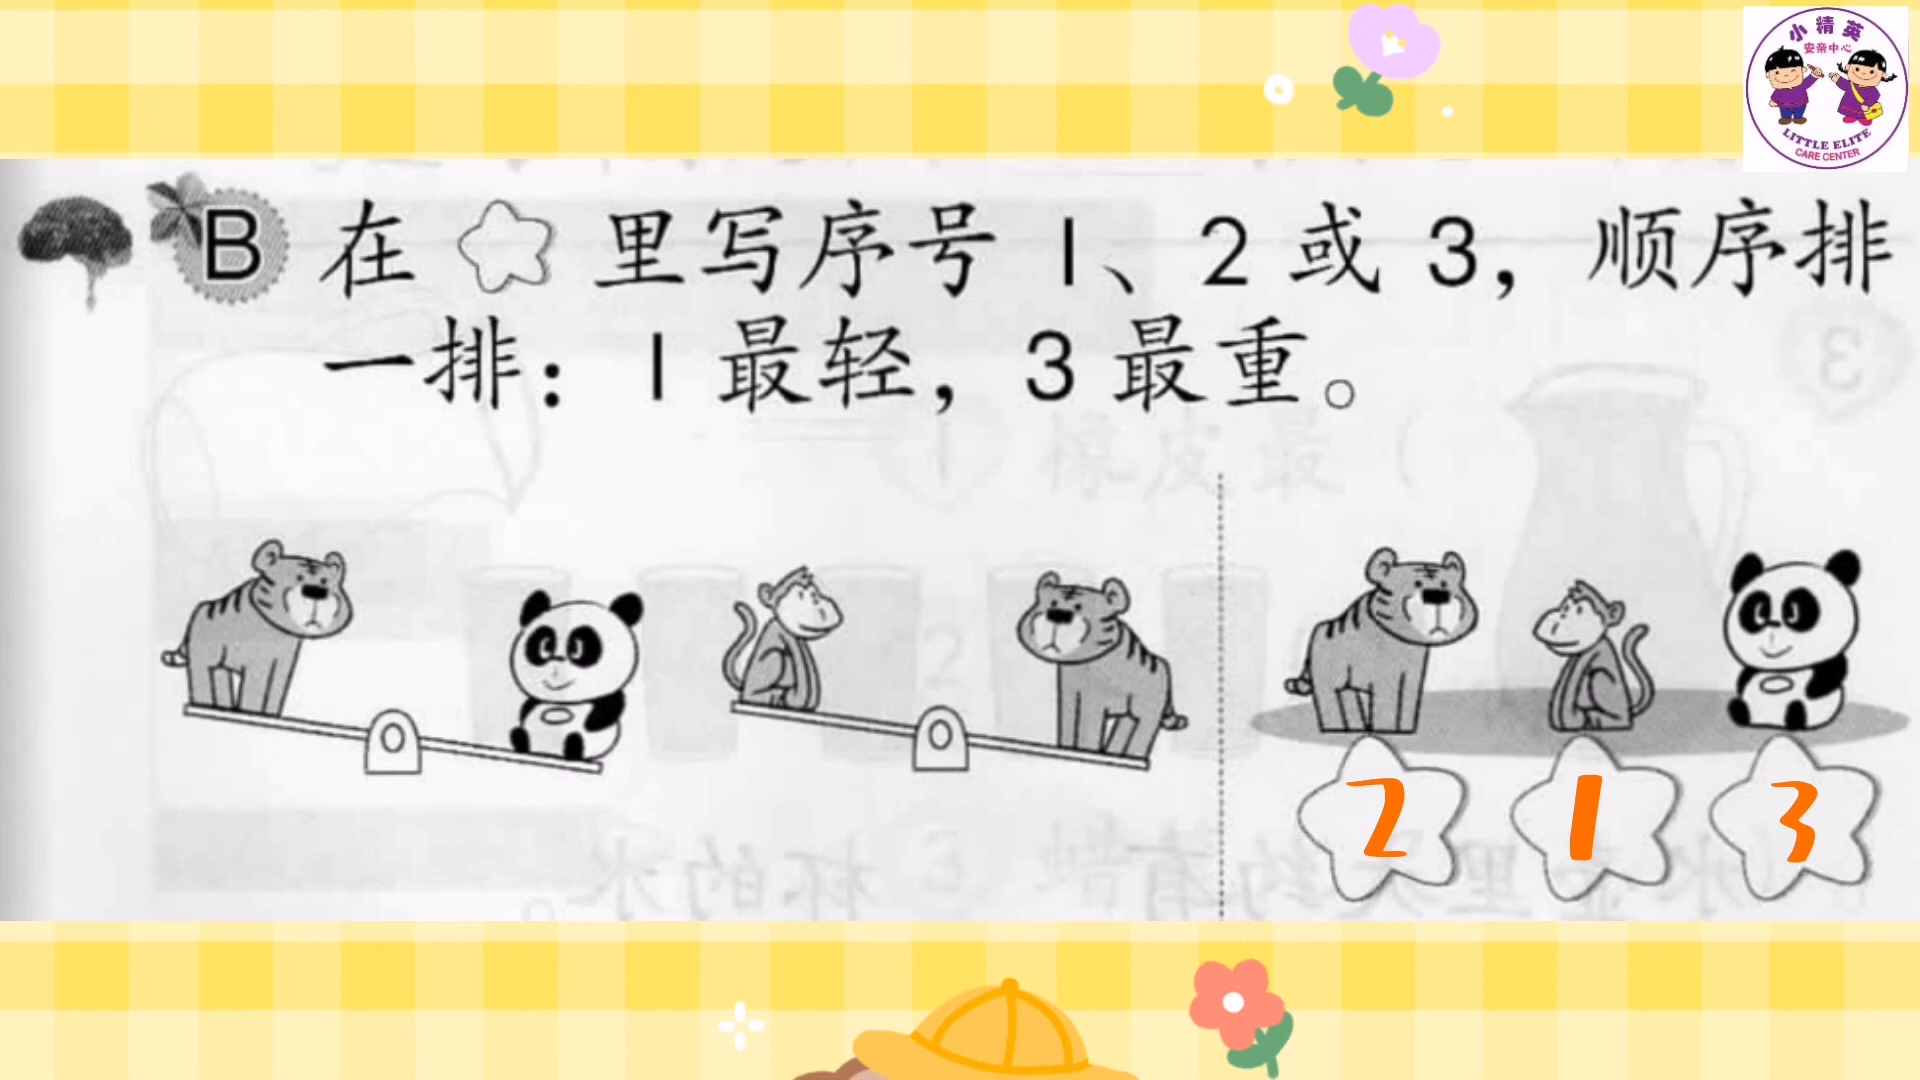 小精英
安亲中心
LITTLE ELITE
CARE CENTER
B 在 里写序号 1、2 或 3，顺序排
一排：1 最轻，3 最重。
2 1 3